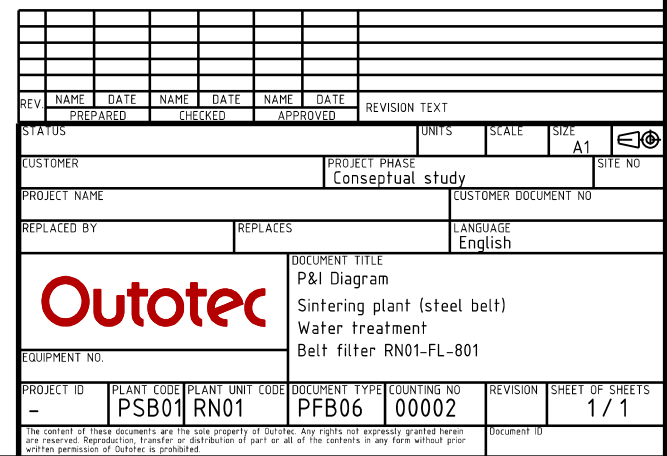 REV. NAME DATE NAME DATE NAME DATE REVISION TEXT
PREPARED CHECKED APPROVED
STATUS UNITS SCALE SIZE
A1
CUSTOMER PROJECT PHASE SITE NO
Conseptual study
PROJECT NAME CUSTOMER DOCUMENT NO
REPLACED BY REPLACES LANGUAGE
English
Outotec
DOCUMENT TITLE
P&I Diagram
Sintering plant (steel belt)
Water treatment
Belt filter RN01-FL-801
EQUIPMENT NO.
PROJECT ID PLANT CODE PLANT UNIT CODE DOCUMENT TYPE COUNTING NO REVISION SHEET OF SHEETS
- PSB01 RN01 PFB06 00002 1/1
The content of these documents are the sole property of Outotec. Any rights not expressly granted herein
are reserved. Reproduction, transfer or distribution of part or all of the contents in any form without prior
written permission of Outotec is prohibited.
Document ID